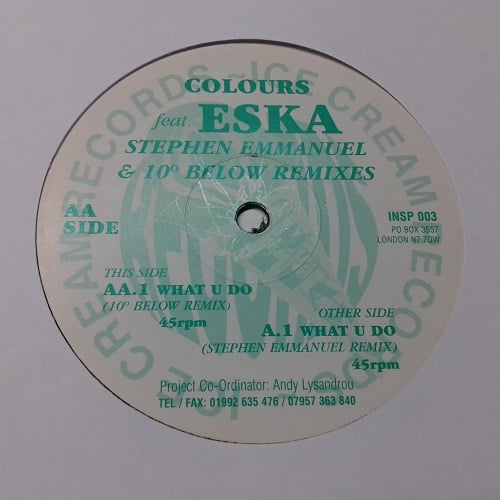 COLOURS
feat. ESKA
STEPHEN EMMANUEL
& 10º BELOW REMIXES
AA
SIDE
INSP 003
PO BOX 3557
LONDON N7 7DW
THIS SIDE
AA.1 WHAT U DO
(10º BELOW REMIX)
45rpm
OTHER SIDE
A.1 WHAT U DO
(STEPHEN EMMANUEL REMIX)
45rpm
Project Co-Ordinator: Andy Lysandrou
TEL / FAX: 01992 635 476 / 07957 363 840
ICE CREAM RECORDS ~ ICE CREAM RECORDS ~